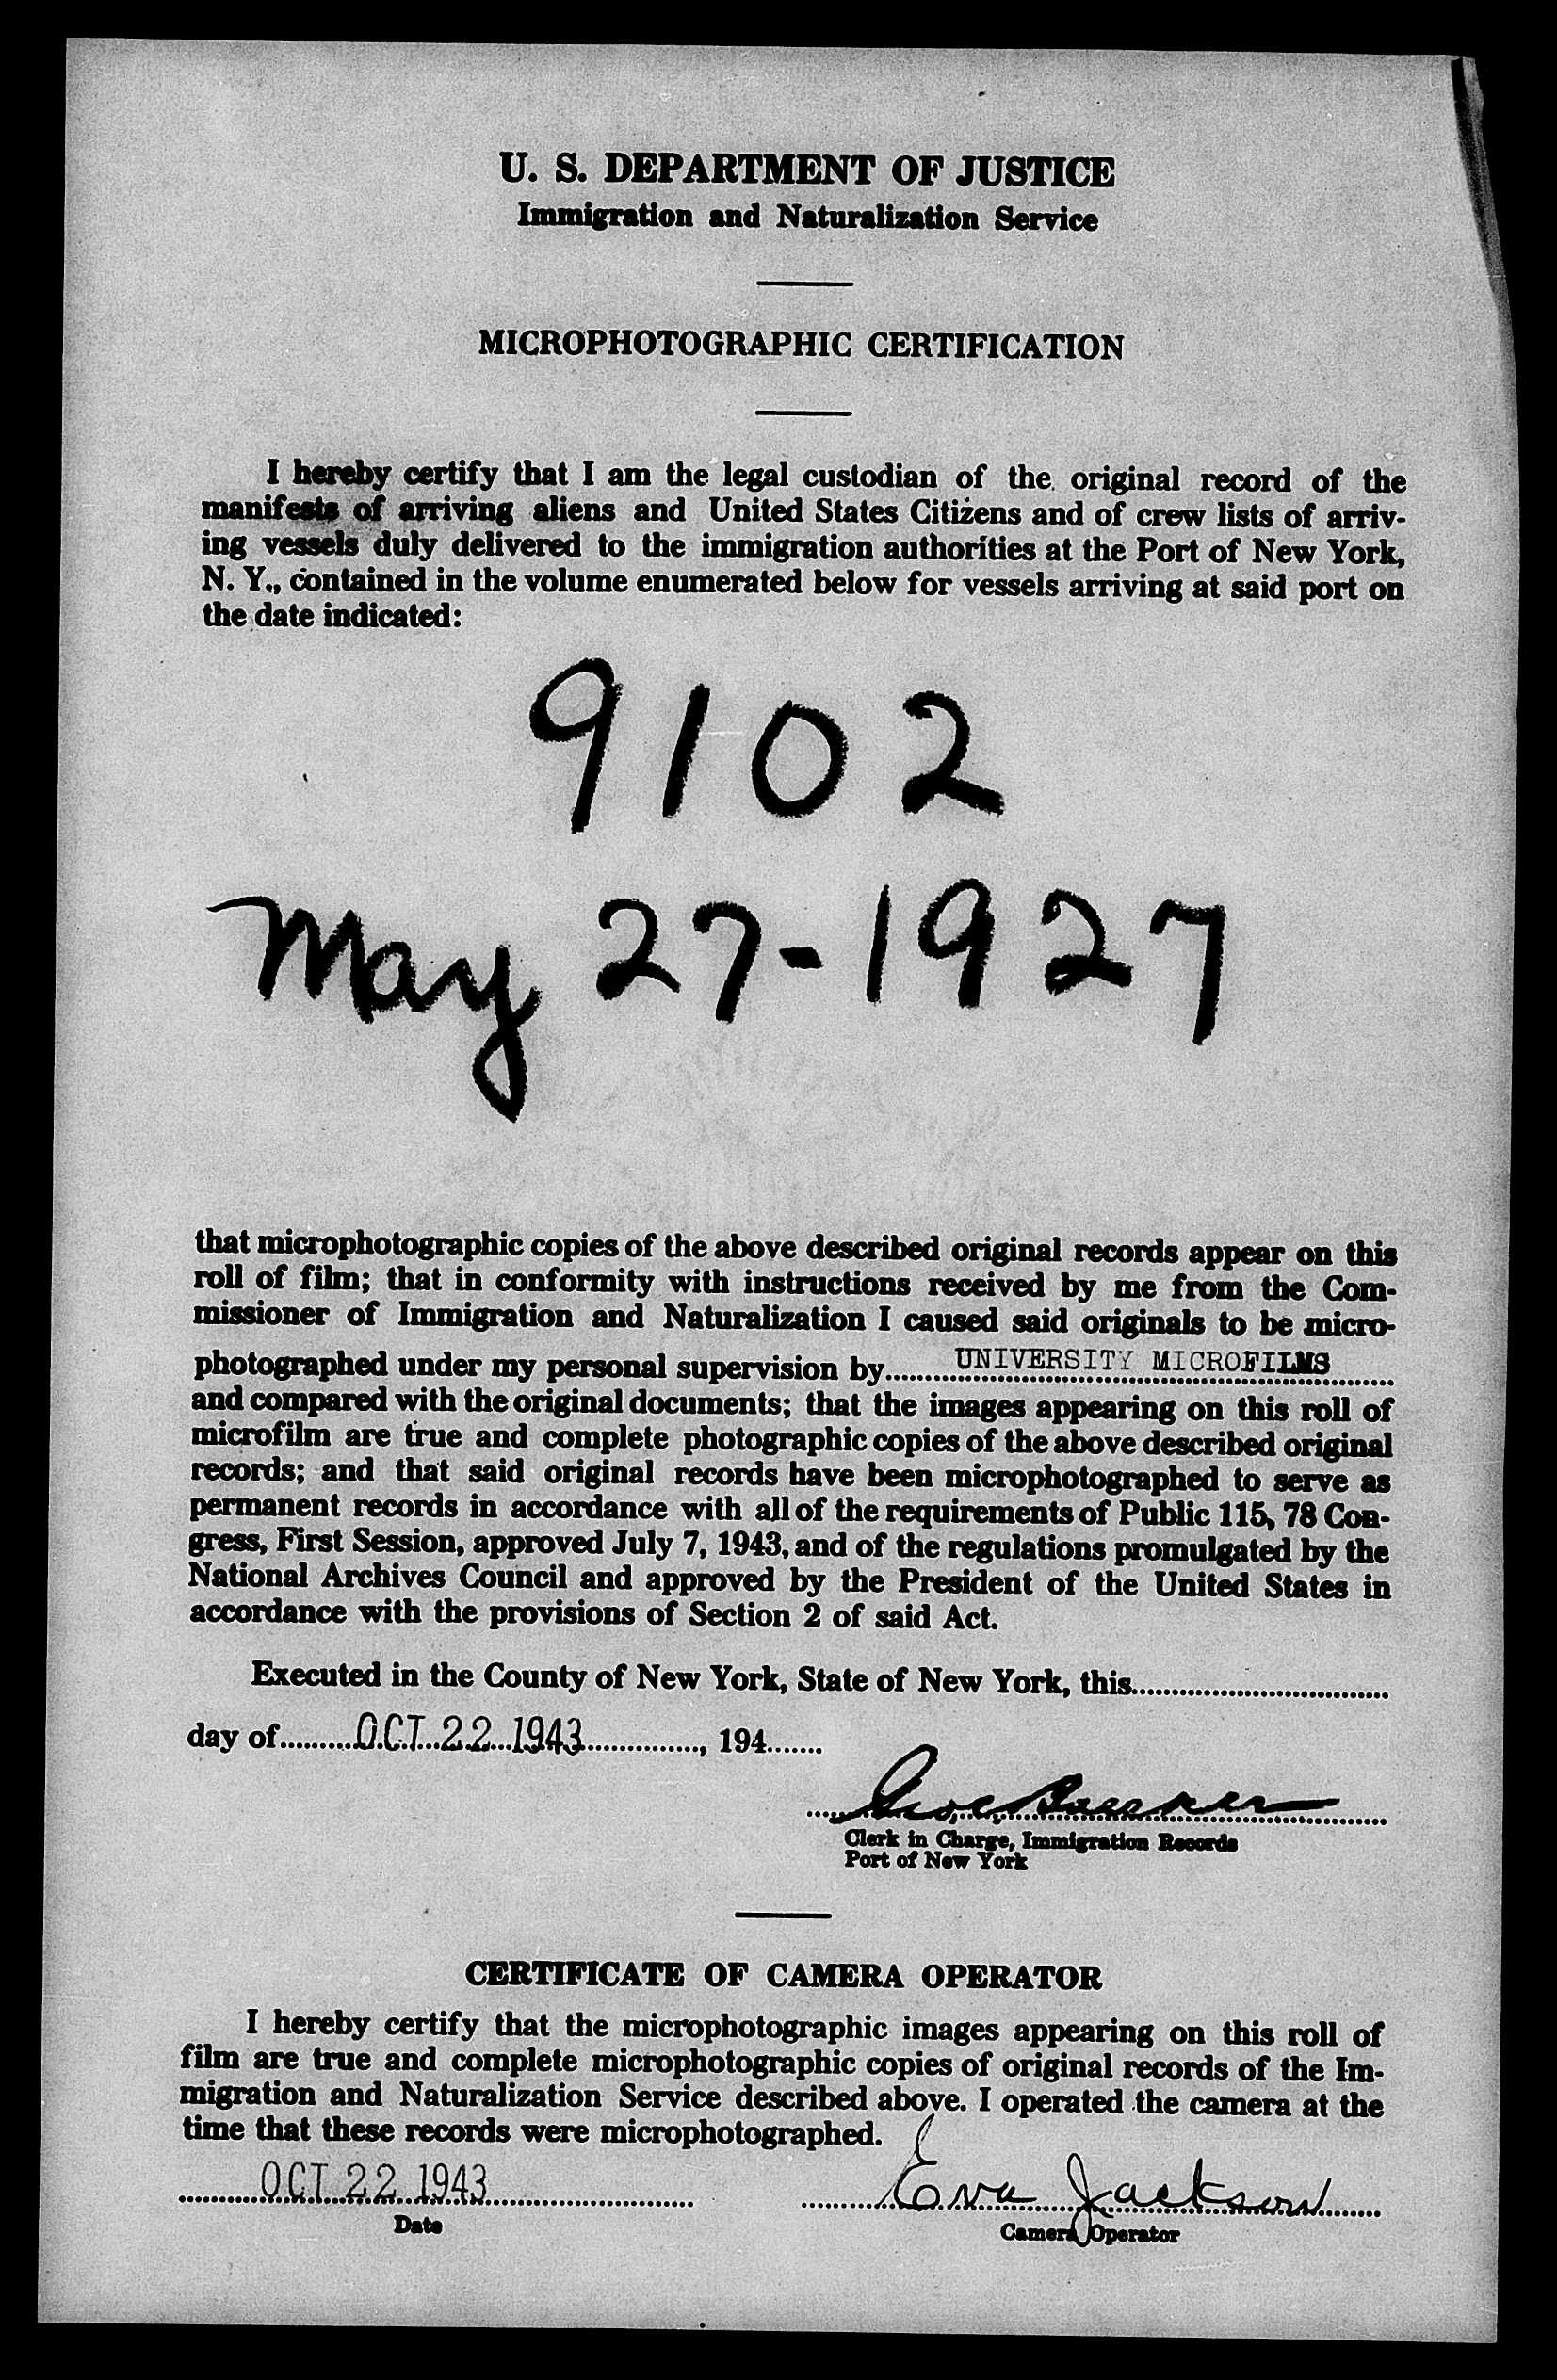 U. S. DEPARTMENT OF JUSTICE
Immigration and Naturalization Service
MICROPHOTOGRAPHIC CERTIFICATION
I hereby certify that I am the legal custodian of the original record of the
manifests of arriving aliens and United States Citizens and of crew lists of arriv-
ing vessels duly delivered to the immigration authorities at the Port of New York,
N. Y., contained in the volume enumerated below for vessels arriving at said port on
the date indicated:
9102
May 27-1927
that microphotographic copies of the above described original records appear on this
roll of film; that in conformity with instructions received by me from the Com-
missioner of Immigration and Naturalization I caused said originals to be micro-
photographed under my personal supervision by UNIVERSITY MICROFILMS
and compared with the original documents; that the images appearing on this roll of
microfilm are true and complete photographic copies of the above described original
records; and that said original records have been microphotographed to serve as
permanent records in accordance with all of the requirements of Public 115, 78 Con-
gress, First Session, approved July 7, 1943, and of the regulations promulgated by the
National Archives Council and approved by the President of the United States in
accordance with the provisions of Section 2 of said Act.
Executed in the County of New York, State of New York, this
day of OCT 22 1943, 194
Clerk in Charge, Immigration Records
Port of New York
CERTIFICATE OF CAMERA OPERATOR
I hereby certify that the microphotographic images appearing on this roll of
film are true and complete microphotographic copies of original records of the Im-
migration and Naturalization Service described above. I operated the camera at the
time that these records were microphotographed.
OCT 22 1943 Eva Jackson
Date Camera Operator